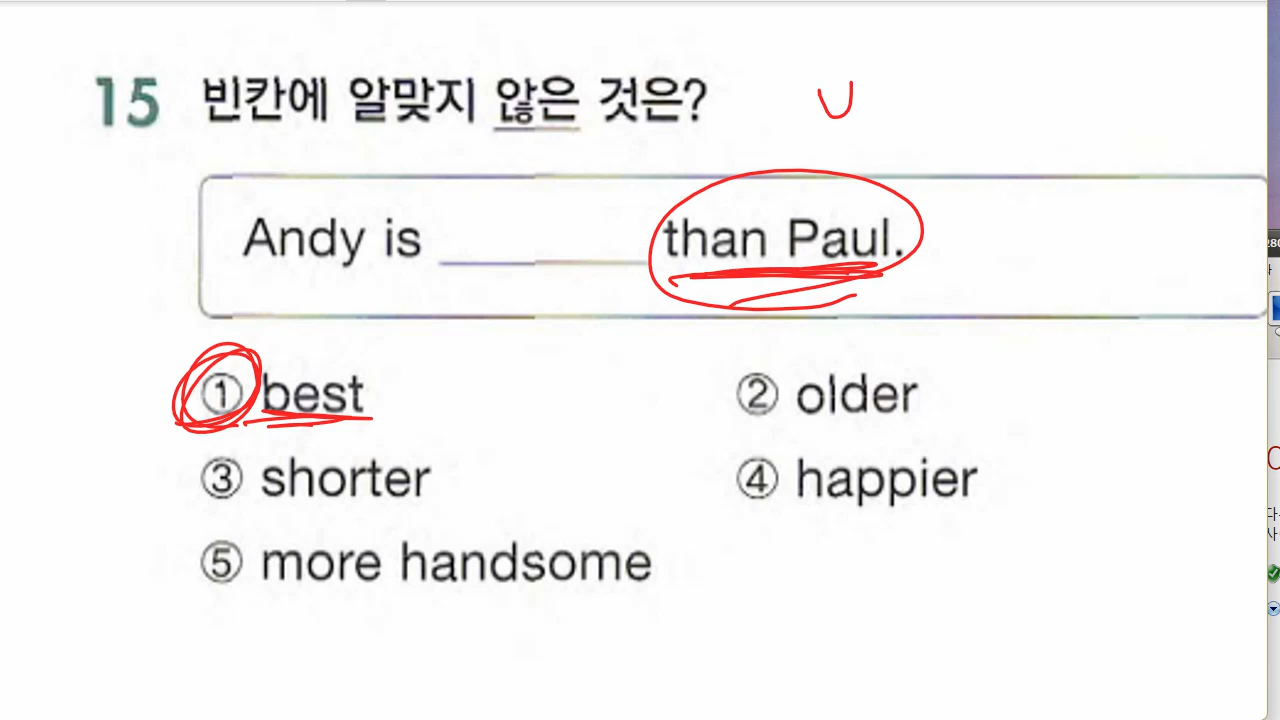 15 빈칸에 알맞지 않은 것은?
Andy is ________ than Paul.
① best
② older
③ shorter
④ happier
⑤ more handsome